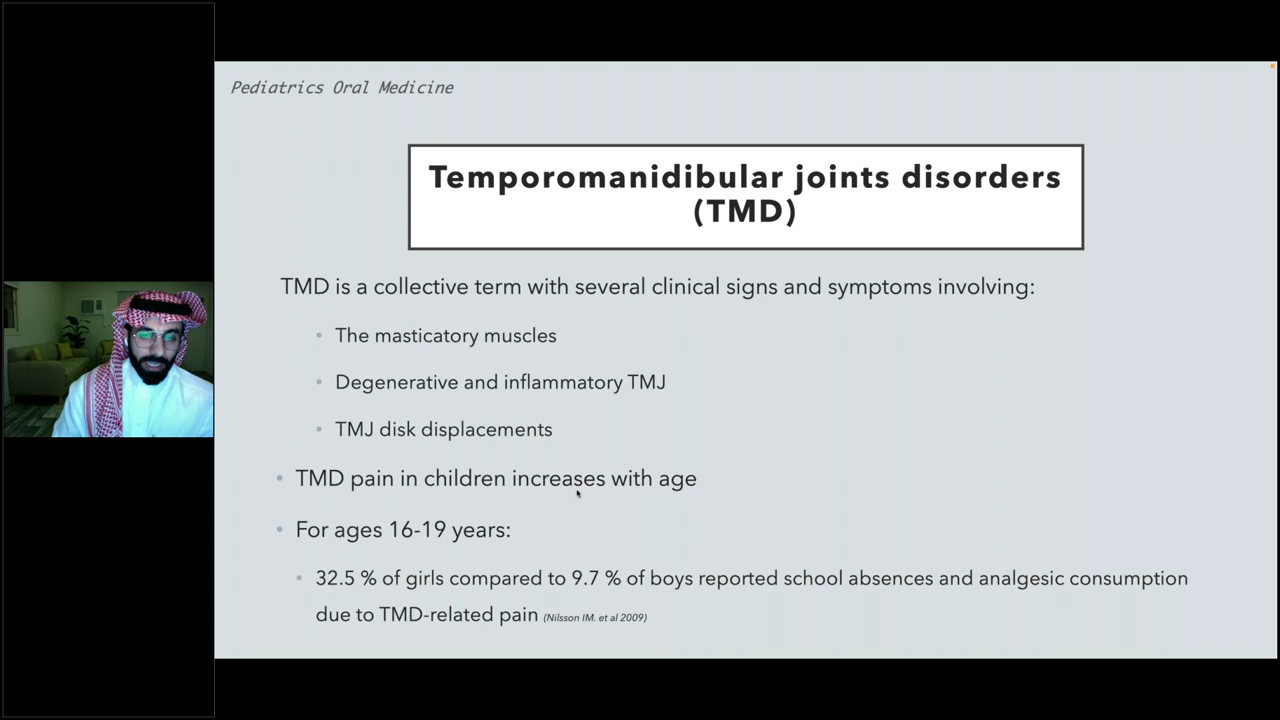 Pediatrics Oral Medicine
Temporomanidibular joints disorders
(TMD)
TMD is a collective term with several clinical signs and symptoms involving:
• The masticatory muscles
• Degenerative and inflammatory TMJ
• TMJ disk displacements
• TMD pain in children increases with age
• For ages 16-19 years:
• 32.5 % of girls compared to 9.7 % of boys reported school absences and analgesic consumption
due to TMD-related pain (Nilsson IM. et al 2009)